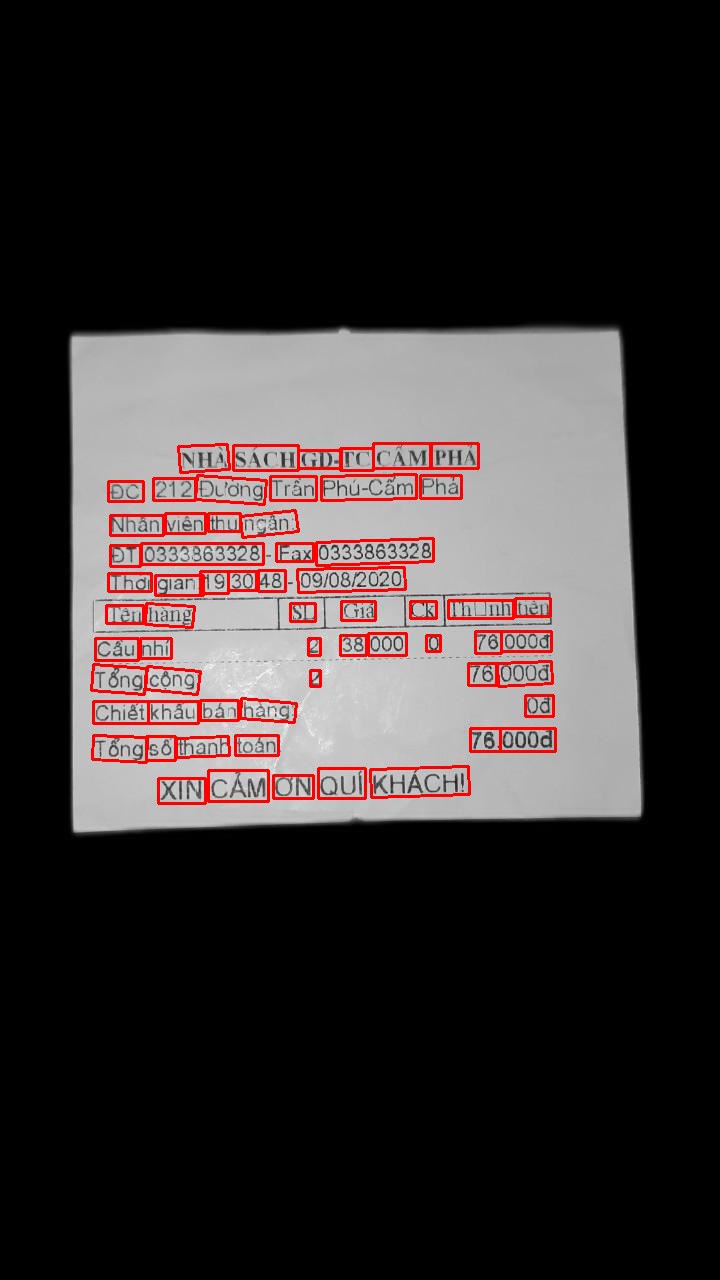 NHÀ SÁCH GD-TC CẨM PHẢ
ĐC 212 Đường Trần Phú-Cẩm Phả
Nhân viên thu ngân:
ĐT 0333863328 - Fax 0333863328
Thời gian 19:30:48 - 09/08/2020
Tên hàng SL Giá Ck Th□nh tiền
Cầu nhí 2 38.000 0 76.000đ
Tổng cộng 2 76.000đ
Chiết khấu bán hàng: 0đ
Tổng số thanh toán 76.000đ
XIN CẢM ƠN QUÍ KHÁCH!